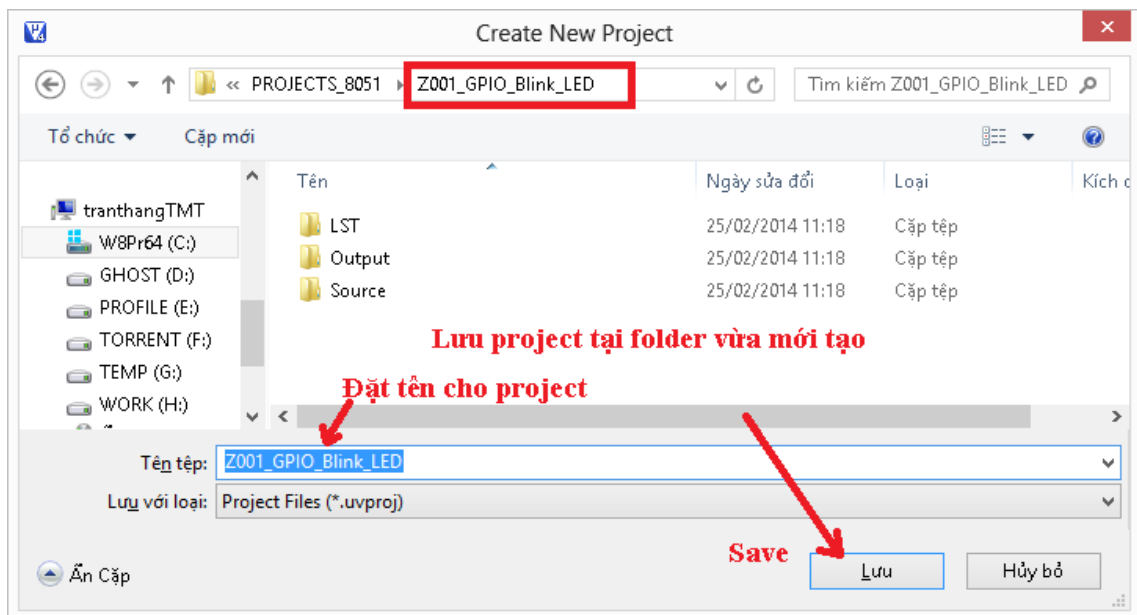 Create New Project
« PROJECTS_8051 Z001_GPIO_Blink_LED Tìm kiếm Z001_GPIO_Blink_LED
Tổ chức Cặp mới
Tên Ngày sửa đổi Loại Kích c
tranthangTMT
W8Pr64 (C:)
GHOST (D:)
PROFILE (E:)
TORRENT (F:)
TEMP (G:)
WORK (H:)
LST 25/02/2014 11:18 Cặp tệp
Output 25/02/2014 11:18 Cặp tệp
Source 25/02/2014 11:18 Cặp tệp
Lưu project tại folder vừa mới tạo
Đặt tên cho project
Tên tệp: Z001_GPIO_Blink_LED
Lưu với loại: Project Files (*.uvproj)
Save
Ẩn Cặp Lưu Hủy bỏ